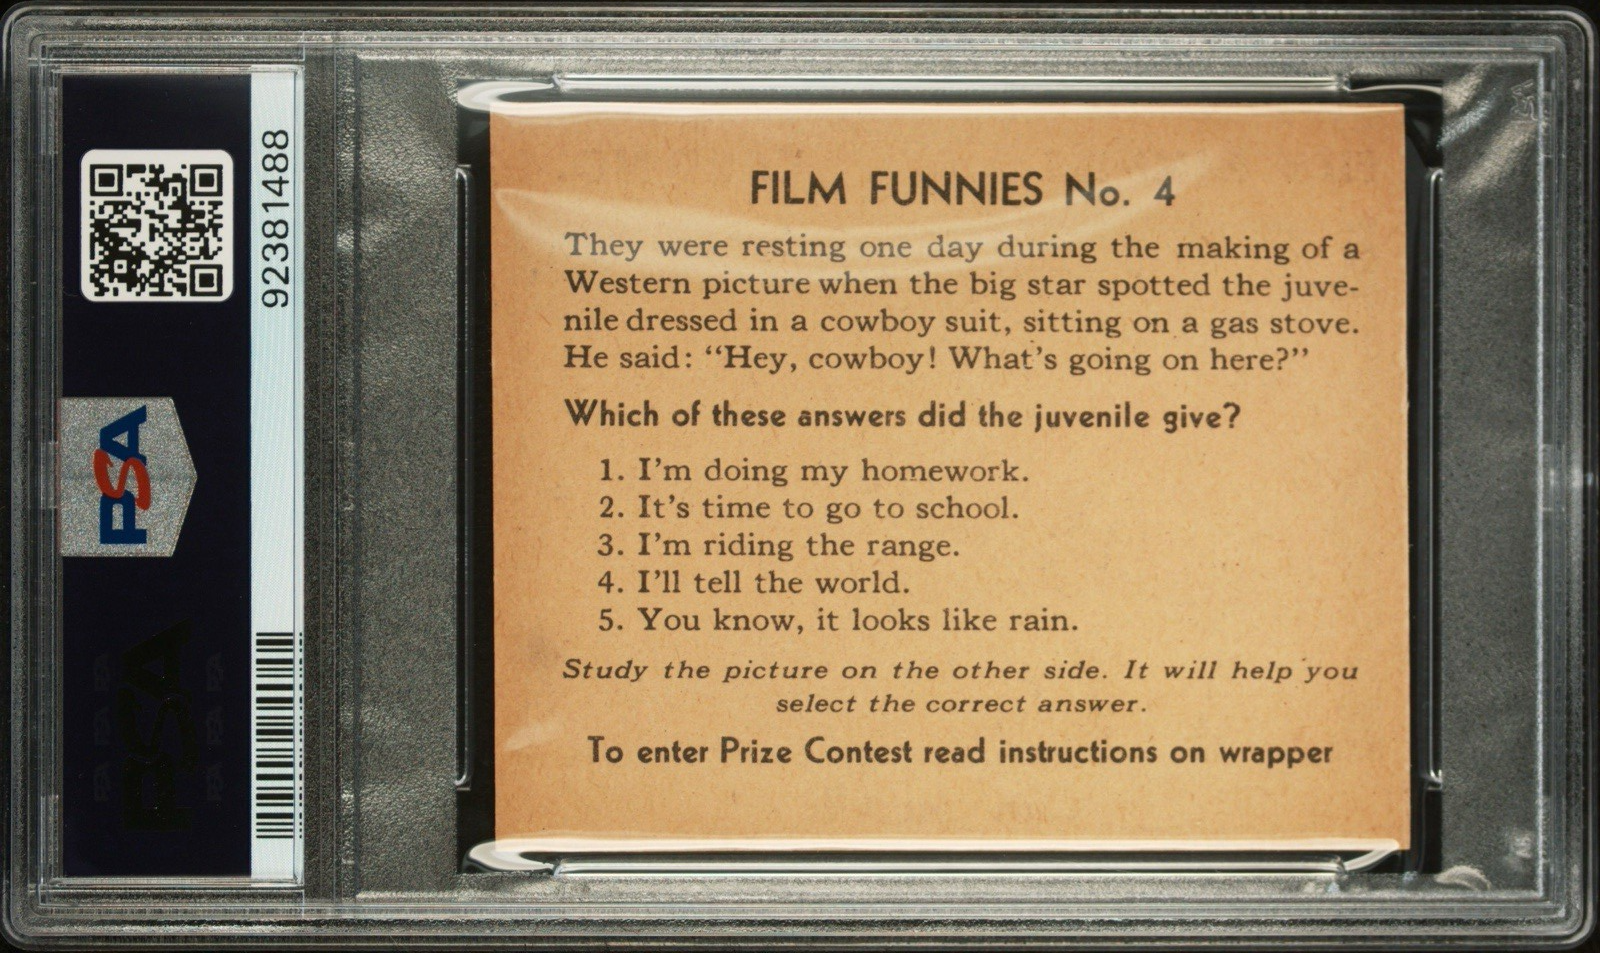 92381488
PSA
FILM FUNNIES No. 4
They were resting one day during the making of a
Western picture when the big star spotted the juve-
nile dressed in a cowboy suit, sitting on a gas stove.
He said: “Hey, cowboy! What’s going on here?”
Which of these answers did the juvenile give?
1. I’m doing my homework.
2. It’s time to go to school.
3. I’m riding the range.
4. I’ll tell the world.
5. You know, it looks like rain.
Study the picture on the other side. It will help you
select the correct answer.
To enter Prize Contest read instructions on wrapper
PSA